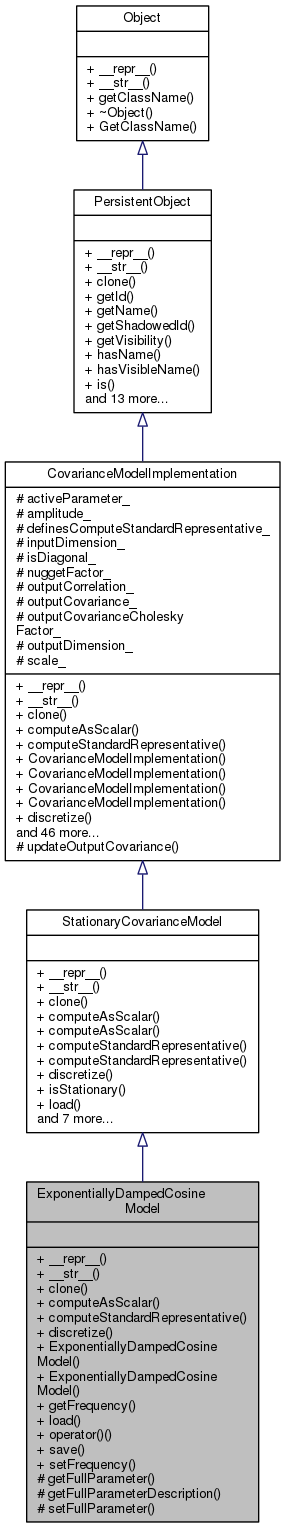 Object
+ __repr__()
+ __str__()
+ getClassName()
+ ~Object()
+ GetClassName()
PersistentObject
+ __repr__()
+ __str__()
+ clone()
+ getId()
+ getName()
+ getShadowedId()
+ getVisibility()
+ hasName()
+ hasVisibleName()
+ is()
and 13 more...
CovarianceModelImplementation
# activeParameter_
# amplitude_
# definesComputeStandardRepresentative_
# inputDimension_
# isDiagonal_
# nuggetFactor_
# outputCorrelation_
# outputCovariance_
# outputCovarianceCholesky
Factor_
# outputDimension_
# scale_
+ __repr__()
+ __str__()
+ clone()
+ computeAsScalar()
+ computeStandardRepresentative()
+ CovarianceModelImplementation()
+ CovarianceModelImplementation()
+ CovarianceModelImplementation()
+ CovarianceModelImplementation()
+ discretize()
and 46 more...
# updateOutputCovariance()
StationaryCovarianceModel
+ __repr__()
+ __str__()
+ clone()
+ computeAsScalar()
+ computeAsScalar()
+ computeStandardRepresentative()
+ computeStandardRepresentative()
+ discretize()
+ isStationary()
+ load()
and 7 more...
ExponentiallyDampedCosine
Model
+ __repr__()
+ __str__()
+ clone()
+ computeAsScalar()
+ computeStandardRepresentative()
+ discretize()
+ ExponentiallyDampedCosine
Model()
+ ExponentiallyDampedCosine
Model()
+ getFrequency()
+ load()
+ operator()()
+ save()
+ setFrequency()
# getFullParameter()
# getFullParameterDescription()
# setFullParameter()